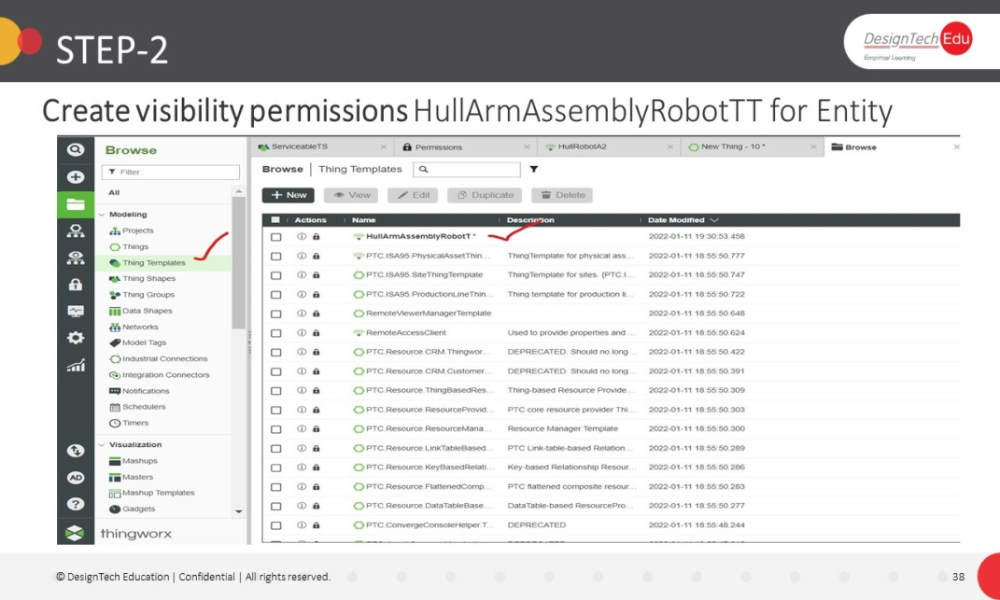 STEP-2
DesignTech Edu
Empirical Learning
Create visibility permissions HullArmAssemblyRobotTT for Entity
Browse
Filter
All
Modeling
Projects
Things
Thing Templates
Thing Shapes
Thing Groups
Data Shapes
Networks
Model Tags
Industrial Connections
Integration Connectors
Notifications
Schedulers
Timers
Visualization
Mashups
Masters
Mashup Templates
Gadgets
AD
thingworx
ServiceableTS Permissions HullRobotA2 New Thing - 10 * Browse
Browse | Thing Templates
New View Edit Duplicate Delete
Actions Name Description Date Modified
HullArmAssemblyRobotT * 2022-01-11 19:30:53.458
PTC.ISA95.PhysicalAssetThin... ThingTemplate for physical ass... 2022-01-11 18:55:50.777
PTC.ISA95.SiteThingTemplate ThingTemplate for sites. {PTC.I... 2022-01-11 18:55:50.747
PTC.ISA95.ProductionLineThin... Thing template for production li... 2022-01-11 18:55:50.722
RemoteViewerManagerTemplate 2022-01-11 18:55:50.648
RemoteAccessClient Used to provide properties and ... 2022-01-11 18:55:50.624
PTC.Resource.CRM.Thingwor... DEPRECATED. Should no long... 2022-01-11 18:55:50.422
PTC.Resource.CRM.Customer... DEPRECATED. Should no long... 2022-01-11 18:55:50.391
PTC.Resource.ThingBasedRes... Thing-based Resource Provide... 2022-01-11 18:55:50.309
PTC.Resource.ResourceProvid... PTC core resource provider Thi... 2022-01-11 18:55:50.303
PTC.Resource.ResourceMana... Resource Manager Template 2022-01-11 18:55:50.300
PTC.Resource.LinkTableBased... PTC Link-table-based Relation... 2022-01-11 18:55:50.289
PTC.Resource.KeyBasedRelati... Key-based Relationship Resour... 2022-01-11 18:55:50.286
PTC.Resource.FlattenedComp... PTC flattened composite resour... 2022-01-11 18:55:50.283
PTC.Resource.DataTableBase... DataTable-based ResourcePro... 2022-01-11 18:55:50.277
PTC.ConvergeConsoleHelper.T... DEPRECATED 2022-01-11 18:55:48.244
© DesignTech Education | Confidential | All rights reserved.
38